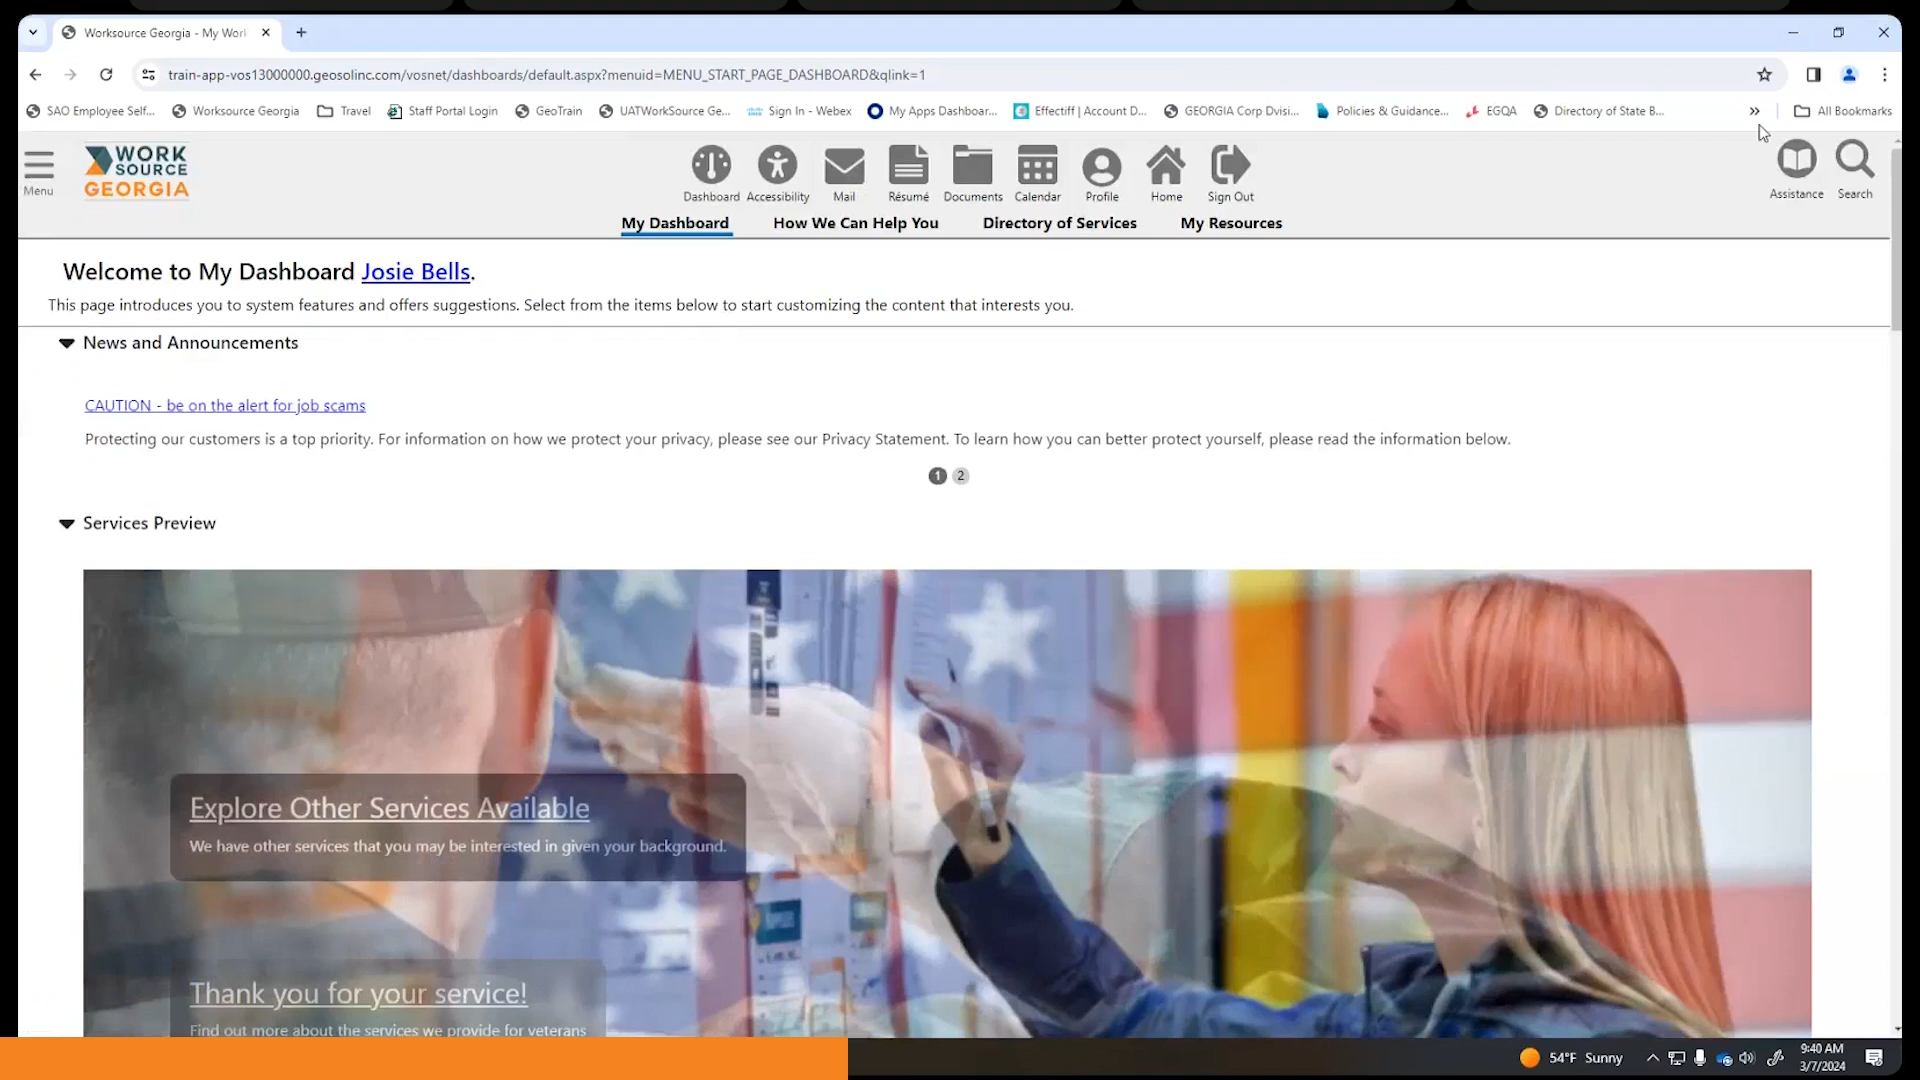 Worksource Georgia - My Work
train-app-vos13000000.geosolinc.com/vosnet/dashboards/default.aspx?menuid=MENU_START_PAGE_DASHBOARD&qlink=1
SAO Employee Self... Worksource Georgia Travel Staff Portal Login GeoTrain UATWorkSource Ge... Sign In - Webex My Apps Dashboar... Effectiff | Account D... GEORGIA Corp Dvisi... Policies & Guidance... EGQA Directory of State B... » All Bookmarks
Menu
WORK
SOURCE
GEORGIA
Dashboard Accessibility Mail Résumé Documents Calendar Profile Home Sign Out Assistance Search
My Dashboard How We Can Help You Directory of Services My Resources
Welcome to My Dashboard Josie Bells.
This page introduces you to system features and offers suggestions. Select from the items below to start customizing the content that interests you.
News and Announcements
CAUTION - be on the alert for job scams
Protecting our customers is a top priority. For information on how we protect your privacy, please see our Privacy Statement. To learn how you can better protect yourself, please read the information below.
1 2
Services Preview
Explore Other Services Available
We have other services that you may be interested in given your background.
Thank you for your service!
Find out more about the services we provide for veterans
54°F Sunny
9:40 AM
3/7/2024